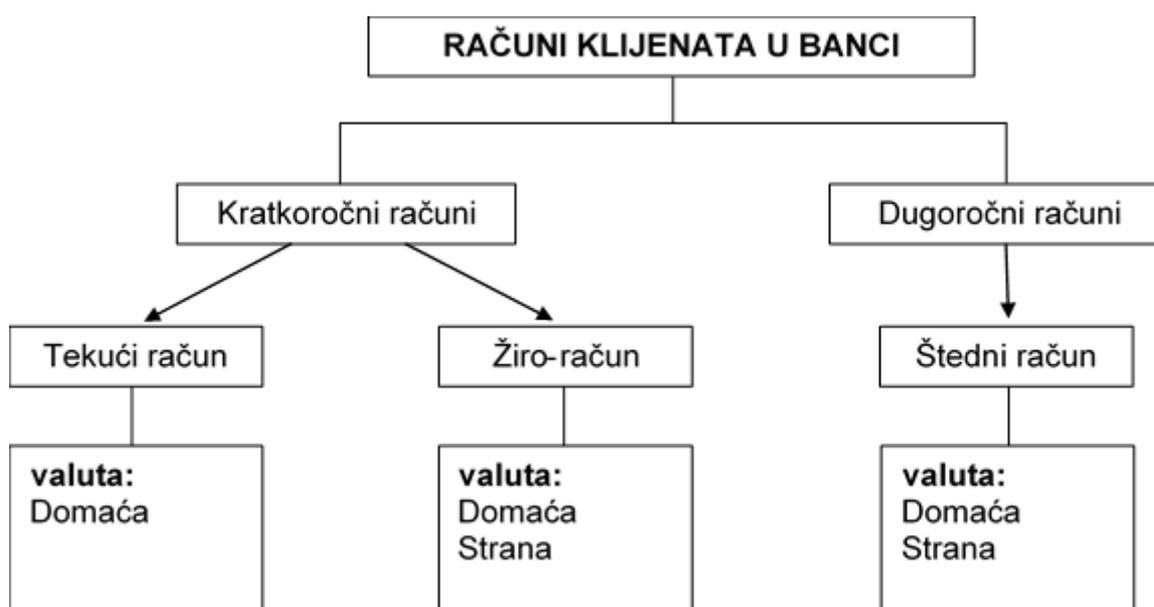 RAČUNI KLIJENATA U BANCI
Kratkoročni računi
Dugoročni računi
Tekući račun
Žiro-račun
Štedni račun
valuta:
Domaća
valuta:
Domaća
Strana
valuta:
Domaća
Strana